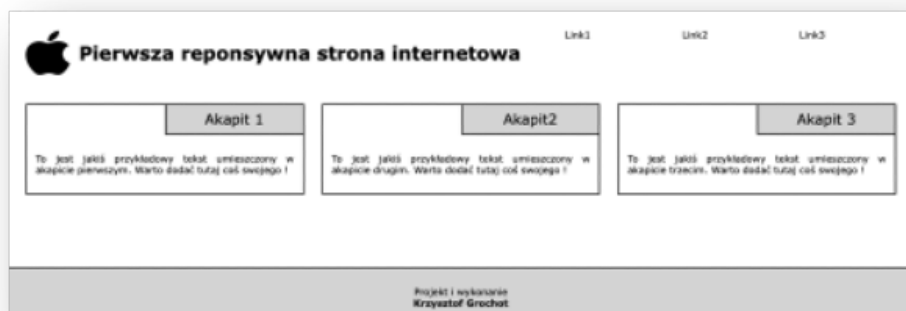 Pierwsza reponsywna strona internetowa
Link1
Link2
Link3
Akapit 1
To jest jakiś przykładowy tekst umieszczony w
akapicie pierwszym. Warto dodać tutaj coś swojego !
Akapit2
To jest jakiś przykładowy tekst umieszczony w
akapicie drugim. Warto dodać tutaj coś swojego !
Akapit 3
To jest jakiś przykładowy tekst umieszczony w
akapicie trzecim. Warto dodać tutaj coś swojego !
Projekt i wykonanie
Krzysztof Grochot